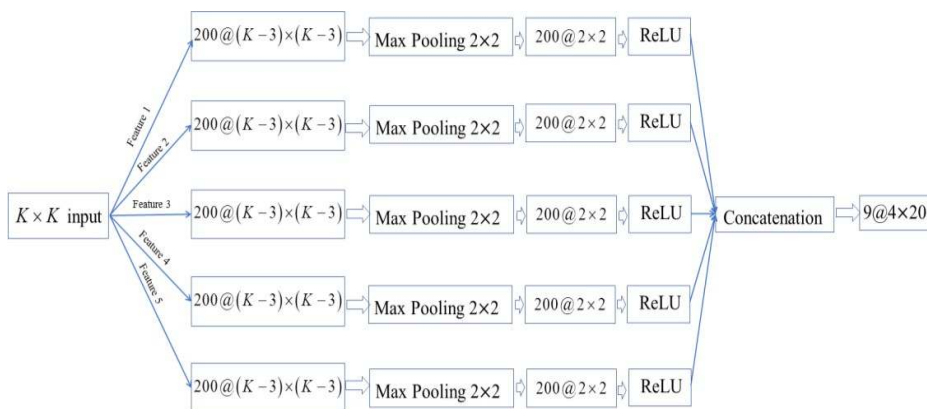 200@(K−3)×(K−3) Max Pooling 2×2 200@2×2 ReLU
Feature 1
200@(K−3)×(K−3) Max Pooling 2×2 200@2×2 ReLU
Feature 2
K × K input Feature 3 200@(K−3)×(K−3) Max Pooling 2×2 200@2×2 ReLU Concatenation 9@4×20
Feature 4
200@(K−3)×(K−3) Max Pooling 2×2 200@2×2 ReLU
Feature 5
200@(K−3)×(K−3) Max Pooling 2×2 200@2×2 ReLU